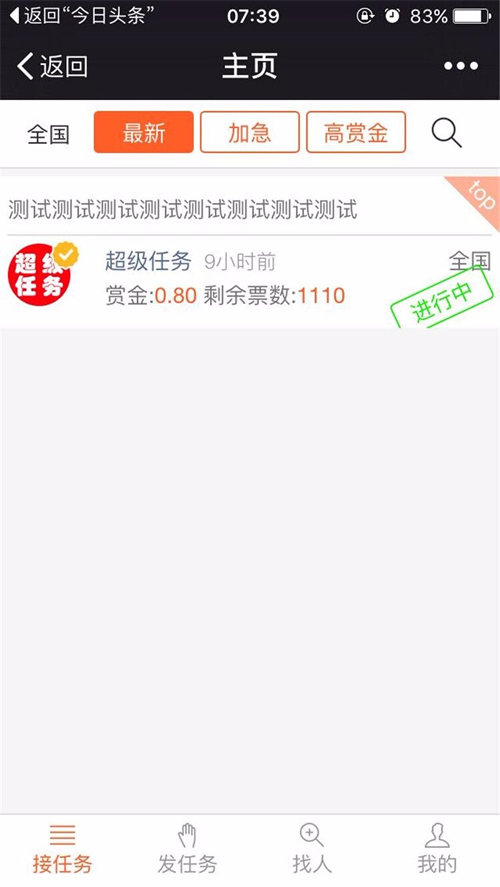 返回“今日头条”
07:39
83%
返回
主页
全国
最新
加急
高赏金
top
测试测试测试测试测试测试测试测试
超级
任务
超级任务
9小时前
全国
赏金:0.80 剩余票数:1110
进行中
接任务
发任务
找人
我的